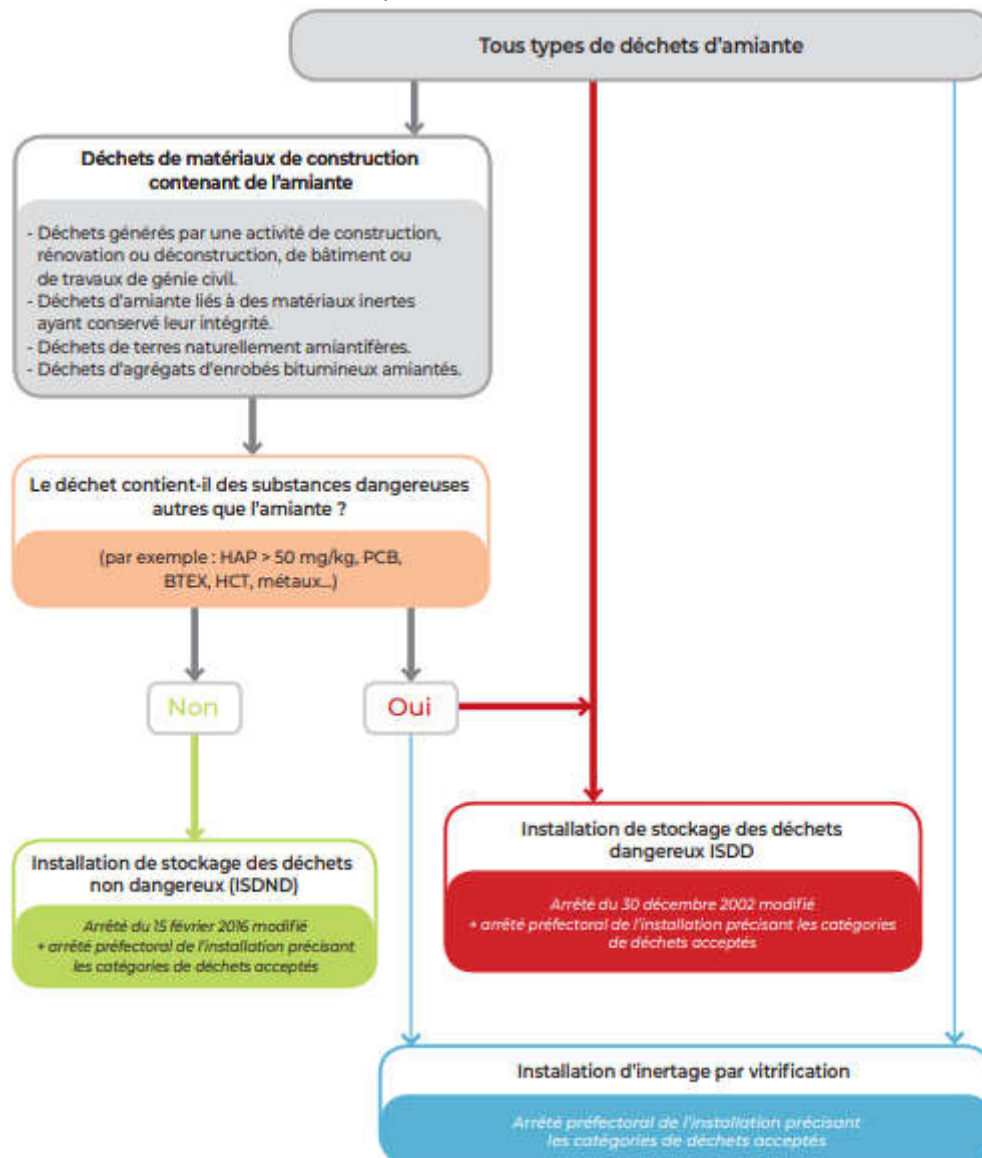 Tous types de déchets d'amiante
Déchets de matériaux de construction
contenant de l'amiante
- Déchets générés par une activité de construction,
rénovation ou déconstruction, de bâtiment ou
de travaux de génie civil.
- Déchets d'amiante liés à des matériaux inertes
ayant conservé leur intégrité.
- Déchets de terres naturellement amiantifères.
- Déchets d'agrégats d'enrobés bitumineux amiantés.
Le déchet contient-il des substances dangereuses
autres que l'amiante ?
(par exemple : HAP > 50 mg/kg, PCB,
BTEX, HCT, métaux...)
Non
Oui
Installation de stockage des déchets
non dangereux (ISDND)
Arrêté du 15 février 2016 modifié
+ arrêté préfectoral de l'installation précisant
les catégories de déchets acceptés
Installation de stockage des déchets
dangereux ISDD
Arrêté du 30 décembre 2002 modifié
+ arrêté préfectoral de l'installation précisant les catégories
de déchets acceptés
Installation d'inertage par vitrification
Arrêté préfectoral de l'installation précisant
les catégories de déchets acceptés